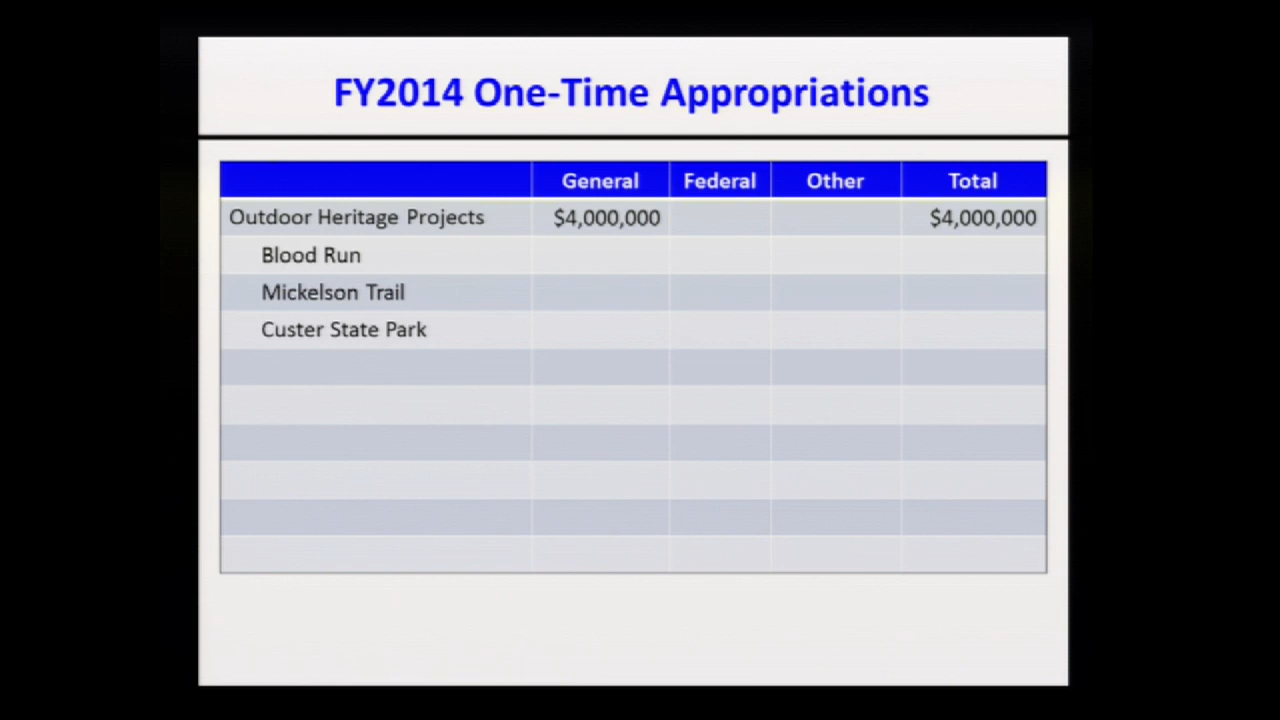 FY2014 One-Time Appropriations
General Federal Other Total
Outdoor Heritage Projects $4,000,000 $4,000,000
Blood Run
Mickelson Trail
Custer State Park